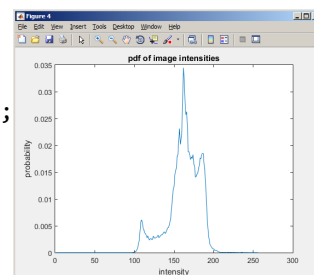 Figure 4
File Edit View Insert Tools Desktop Window Help
pdf of image intensities
;
0.035
0.03
0.025
0.02
0.015
0.01
0.005
0
probability
0 50 100 150 200 250 300
intensity